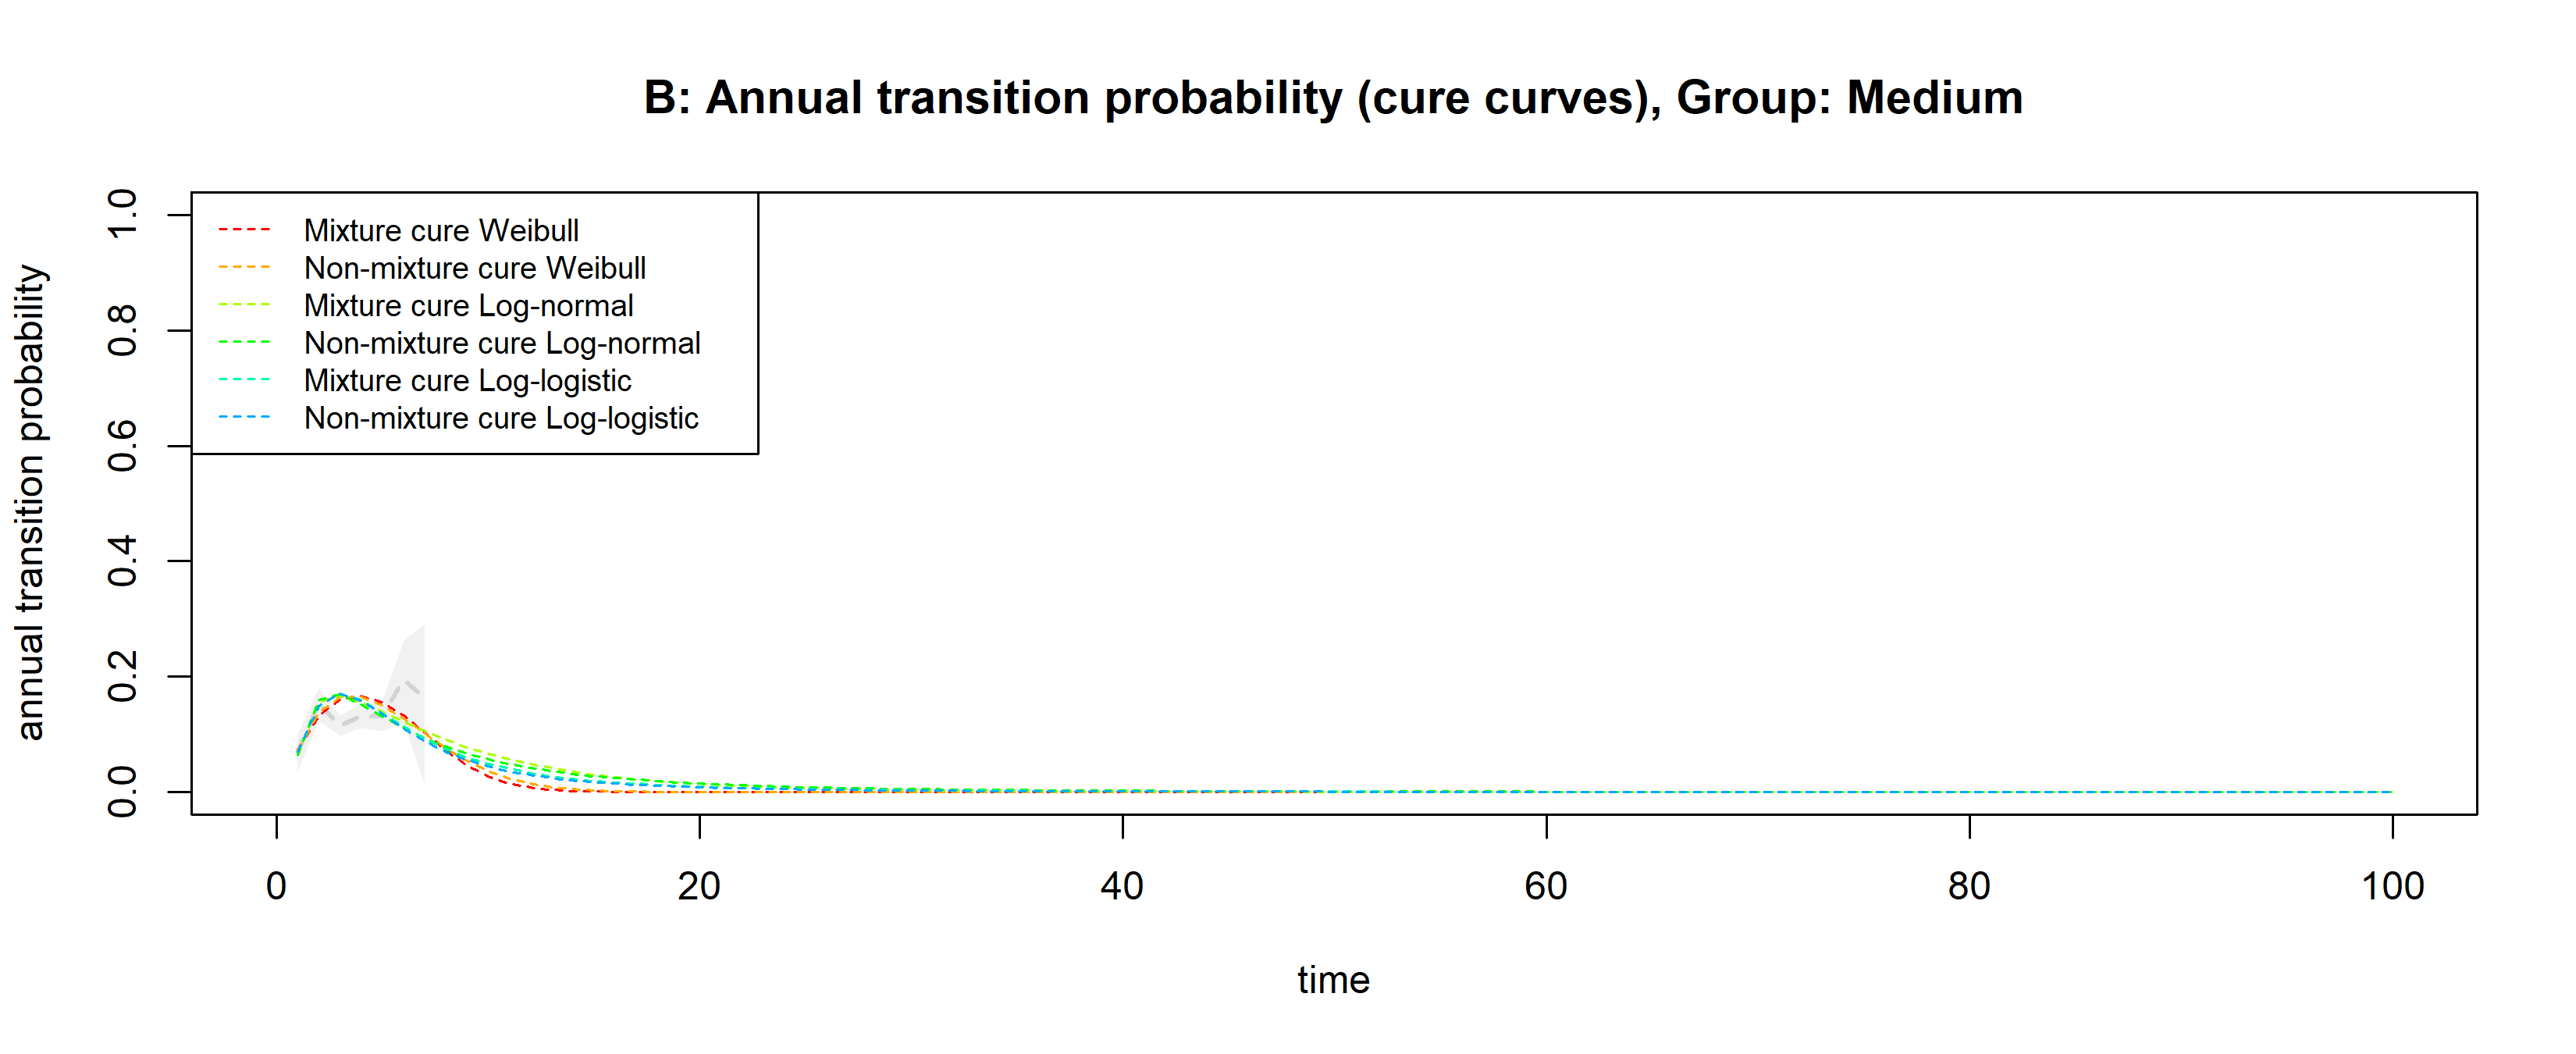 B: Annual transition probability (cure curves), Group: Medium
annual transition probability
1.0
0.8
0.6
0.4
0.2
0.0
Mixture cure Weibull
Non-mixture cure Weibull
Mixture cure Log-normal
Non-mixture cure Log-normal
Mixture cure Log-logistic
Non-mixture cure Log-logistic
0 20 40 60 80 100
time